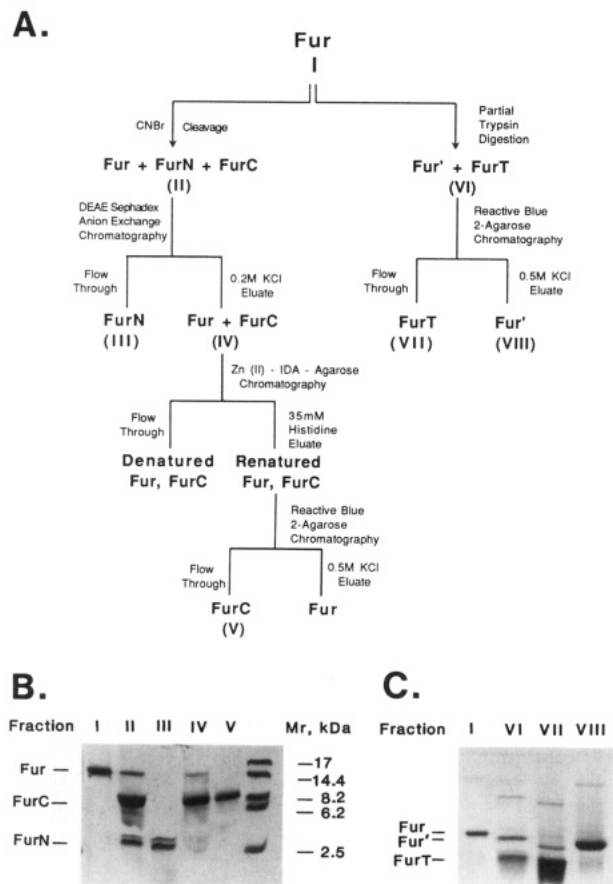 A.
Fur
I
CNBr Cleavage
Partial
Trypsin
Digestion
Fur + FurN + FurC
(II)
Fur' + FurT
(VI)
DEAE Sephadex
Anion Exchange
Chromatography
Reactive Blue
2-Agarose
Chromatography
Flow
Through
0.2M KCl
Eluate
Flow
Through
0.5M KCl
Eluate
FurN
(III)
Fur + FurC
(IV)
FurT
(VII)
Fur'
(VIII)
Zn (II) - IDA - Agarose
Chromatography
Flow
Through
35mM
Histidine
Eluate
Denatured
Fur, FurC
Renatured
Fur, FurC
Reactive Blue
2-Agarose
Chromatography
Flow
Through
0.5M KCl
Eluate
FurC
(V)
Fur
B.
Fraction I II III IV V Mr, kDa
Fur —
FurC —
FurN —
—17
—14.4
—8.2
—6.2
—2.5
C.
Fraction I VI VII VIII
Fur
Fur'
FurT—